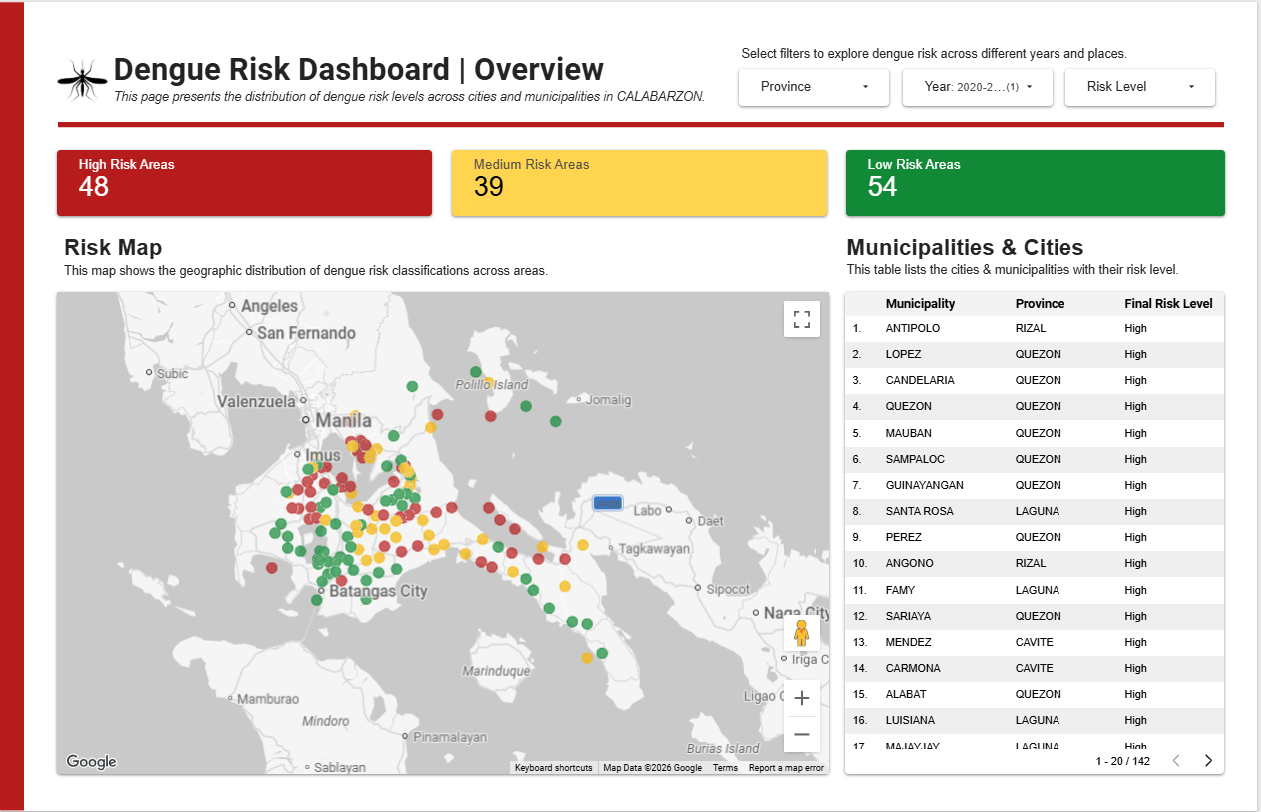 Select filters to explore dengue risk across different years and places.
Dengue Risk Dashboard | Overview
This page presents the distribution of dengue risk levels across cities and municipalities in CALABARZON.
Province
Year: 2020-2...(1)
Risk Level
High Risk Areas
48
Medium Risk Areas
39
Low Risk Areas
54
Risk Map
This map shows the geographic distribution of dengue risk classifications across areas.
Municipalities & Cities
This table lists the cities & municipalities with their risk level.
Angeles
San Fernando
Subic
Valenzuela
Manila
Imus
Polillo Island
Jomalig
Labo
Daet
Tagkawayan
Sipocot
Batangas City
Naga City
Iriga C
Marinduque
Ligao C
Mamburao
Mindoro
Pinamalayan
Burias Island
Sablayan
Google
Keyboard shortcuts
Map Data ©2026 Google
Terms
Report a map error
Municipality Province Final Risk Level
1. ANTIPOLO RIZAL High
2. LOPEZ QUEZON High
3. CANDELARIA QUEZON High
4. QUEZON QUEZON High
5. MAUBAN QUEZON High
6. SAMPALOC QUEZON High
7. GUINAYANGAN QUEZON High
8. SANTA ROSA LAGUNA High
9. PEREZ QUEZON High
10. ANGONO RIZAL High
11. FAMY LAGUNA High
12. SARIAYA QUEZON High
13. MENDEZ CAVITE High
14. CARMONA CAVITE High
15. ALABAT QUEZON High
16. LUISIANA LAGUNA High
17. MAJAYJAY LAGUNA High
1 - 20 / 142